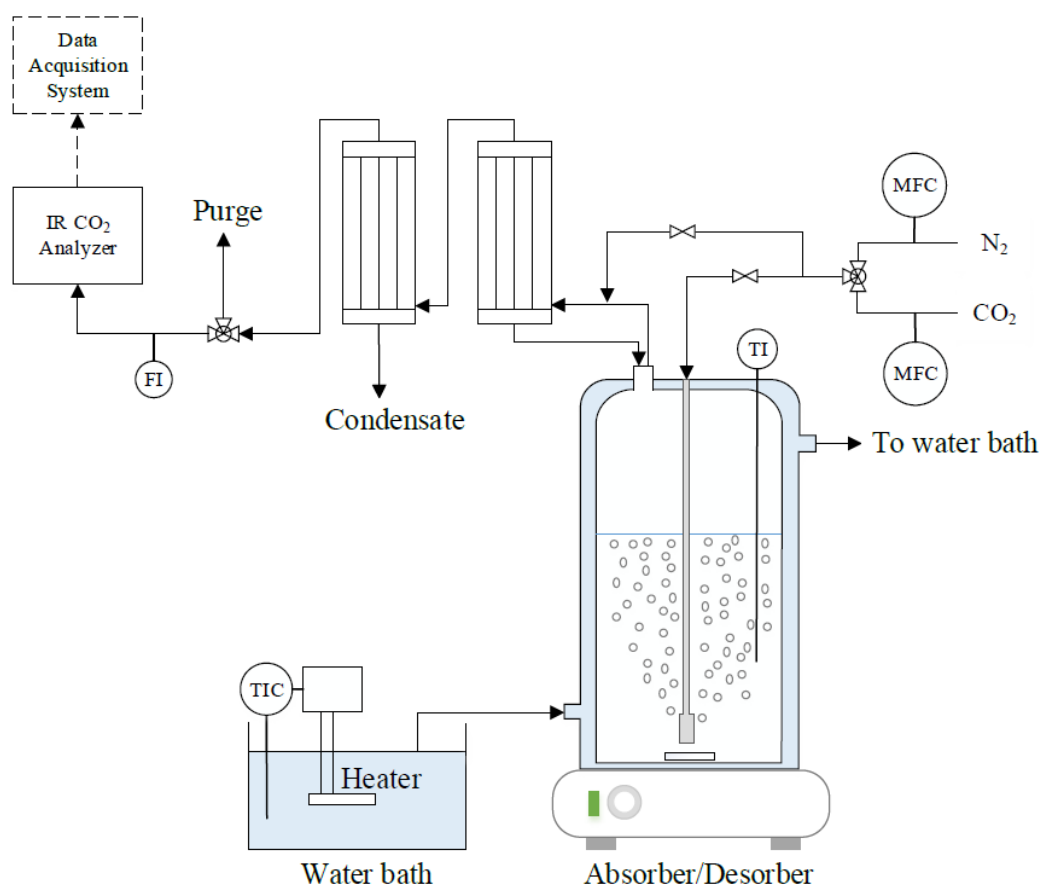 Data
Acquisition
System
IR CO₂
Analyzer
Purge
FI
Condensate
MFC
N₂
CO₂
MFC
TI
To water bath
TIC
Heater
Water bath
Absorber/Desorber